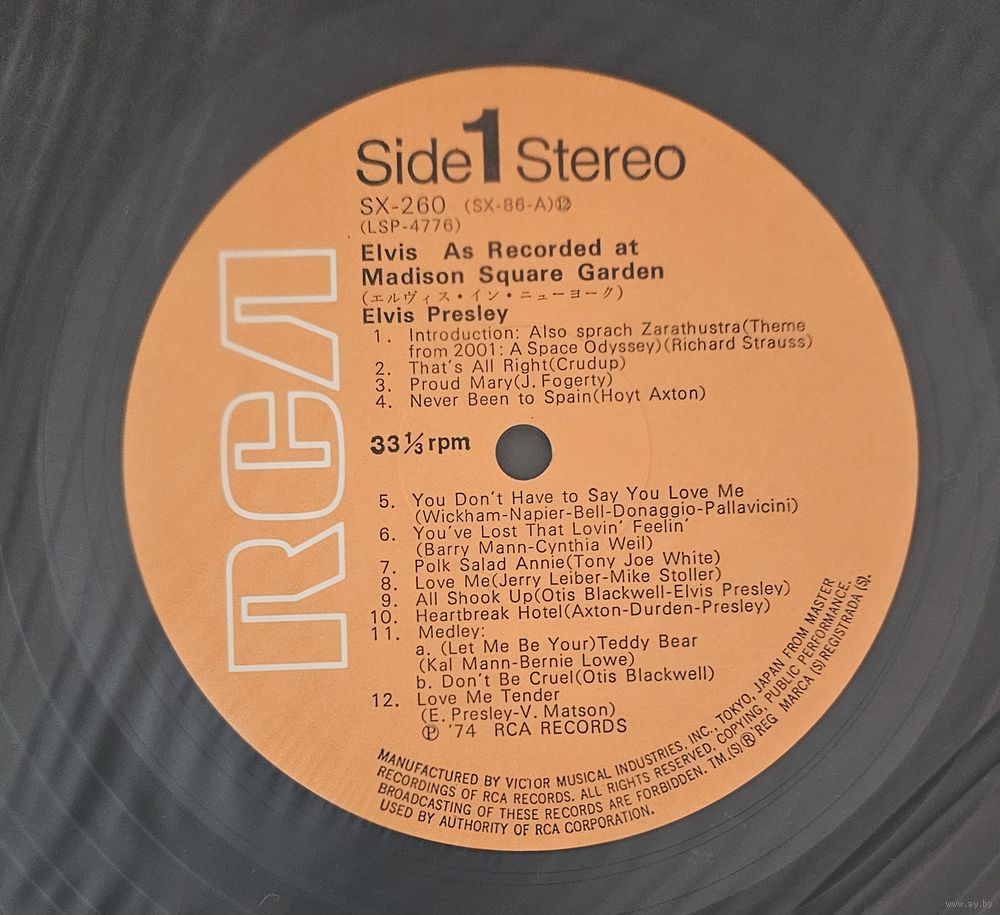 Side 1 Stereo
SX-260 (SX-86-A)⑫
(LSP-4776)
Elvis As Recorded at
Madison Square Garden
(エルヴィス・イン・ニューヨーク)
Elvis Presley
1. Introduction: Also sprach Zarathustra(Theme
from 2001: A Space Odyssey)(Richard Strauss)
2. That's All Right(Crudup)
3. Proud Mary(J. Fogerty)
4. Never Been to Spain(Hoyt Axton)
RCA
33 1/3 rpm
5. You Don't Have to Say You Love Me
(Wickham-Napier-Bell-Donaggio-Pallavicini)
6. You've Lost That Lovin' Feelin'
(Barry Mann-Cynthia Weil)
7. Polk Salad Annie(Tony Joe White)
8. Love Me(Jerry Leiber-Mike Stoller)
9. All Shook Up(Otis Blackwell-Elvis Presley)
10. Heartbreak Hotel(Axton-Durden-Presley)
11. Medley:
a. (Let Me Be Your)Teddy Bear
(Kal Mann-Bernie Lowe)
b. Don't Be Cruel(Otis Blackwell)
12. Love Me Tender
(E. Presley-V. Matson)
℗ '74 RCA RECORDS
MANUFACTURED BY VICTOR MUSICAL INDUSTRIES, INC. TOKYO, JAPAN FROM MASTER
RECORDINGS OF RCA RECORDS. ALL RIGHTS RESERVED. COPYING, PUBLIC PERFORMANCE,
BROADCASTING OF THESE RECORDS ARE FORBIDDEN. TM.(S)® REG MARCA (S) REGISTRADA (S).
USED BY AUTHORITY OF RCA CORPORATION.
www.ay.by